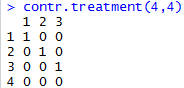 > contr.treatment(4,4)
  1 2 3
1 1 0 0
2 0 1 0
3 0 0 1
4 0 0 0